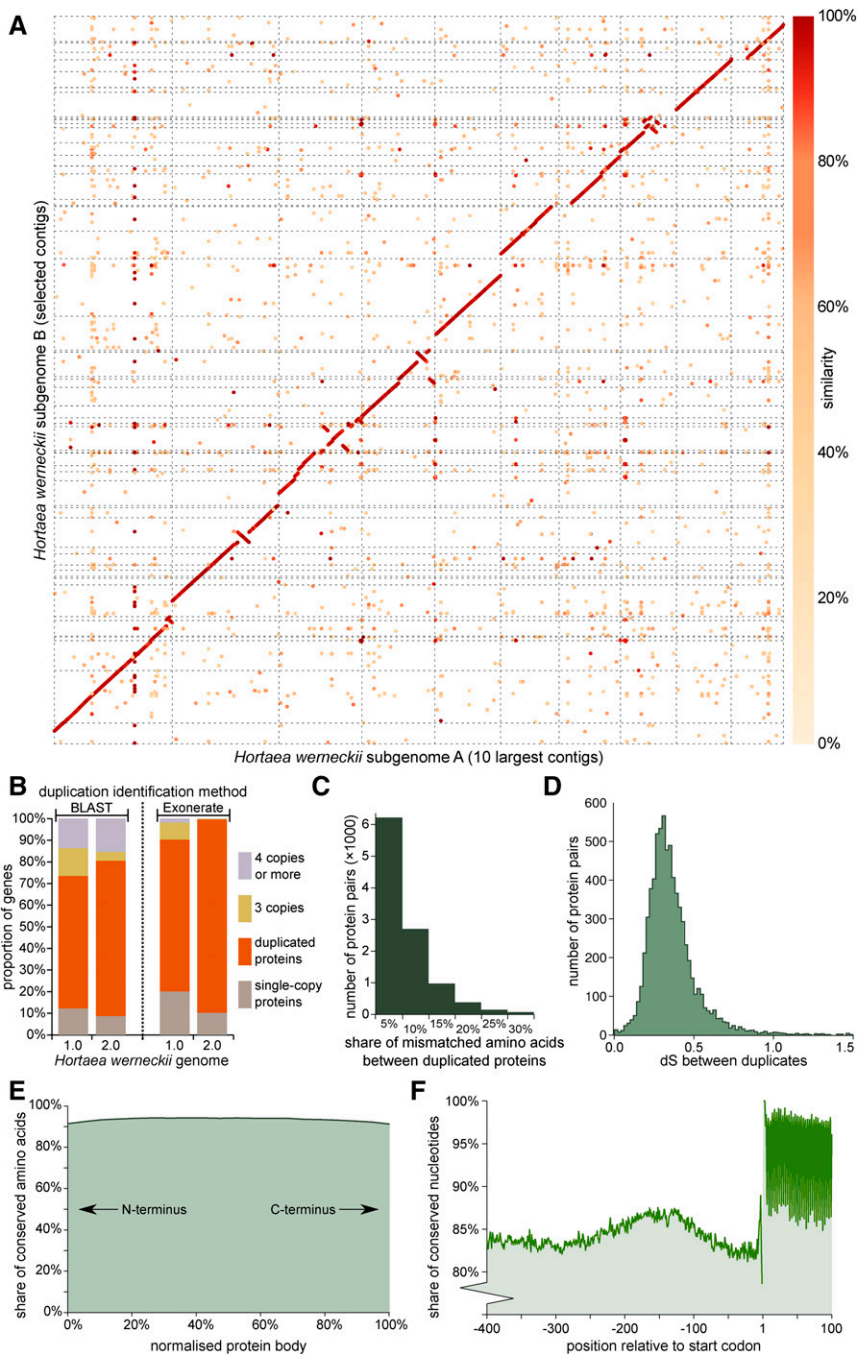 A
100%
80%
60%
similarity
40%
20%
0%
Hortaea werneckii subgenome B (selected contigs)
Hortaea werneckii subgenome A (10 largest contigs)
B
duplication identification method
BLAST
Exonerate
100%
90%
80%
70%
60%
50%
40%
30%
20%
10%
0%
proportion of genes
4 copies
or more
3 copies
duplicated
proteins
single-copy
proteins
1.0 2.0 1.0 2.0
Hortaea werneckii genome
C
number of protein pairs (×1000)
6
5
4
3
2
1
0
5% 10% 15% 20% 25% 30%
share of mismatched amino acids
between duplicated proteins
D
number of protein pairs
600
500
400
300
200
100
0
0.0 0.5 1.0 1.5
dS between duplicates
E
share of conserved amino acids
100%
80%
60%
40%
20%
0%
N-terminus
C-terminus
0% 20% 40% 60% 80% 100%
normalised protein body
F
share of conserved nucleotides
100%
95%
90%
85%
80%
-400 -300 -200 -100 1 100
position relative to start codon